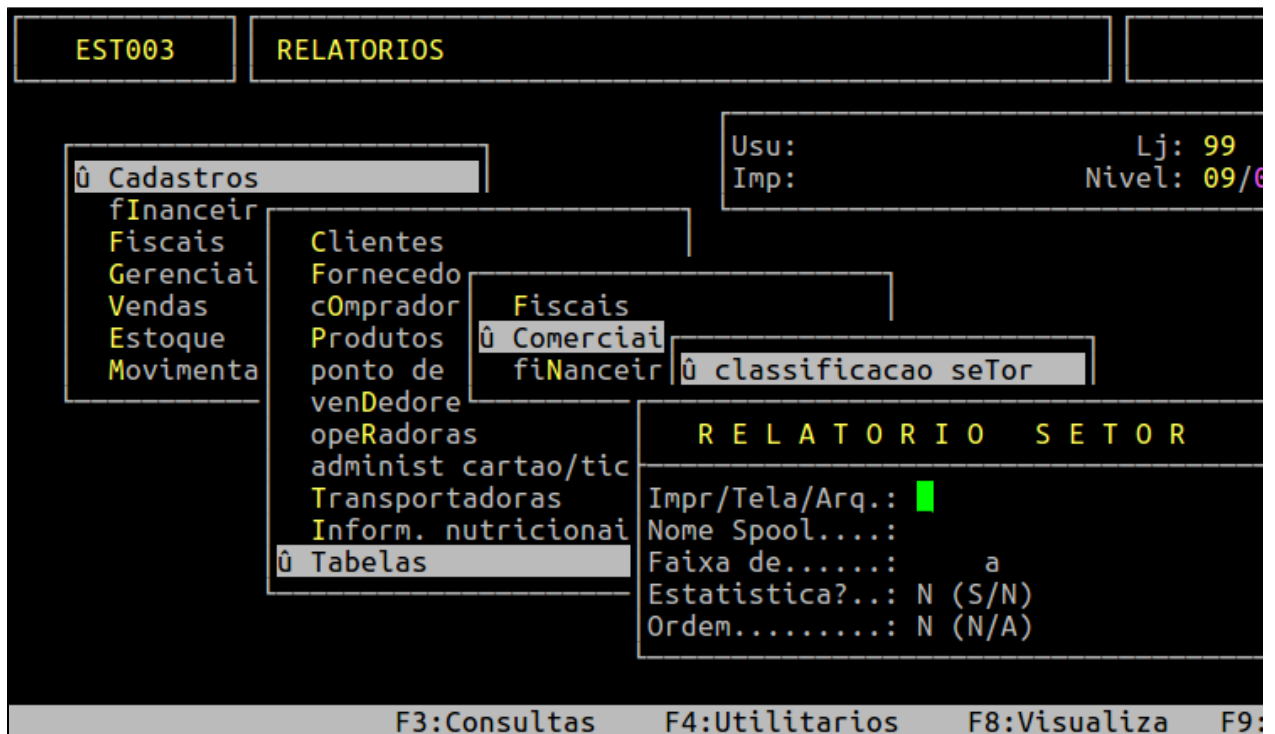 EST003
RELATORIOS
Usu: Lj: 99
Imp: Nivel: 09/0
û Cadastros
fInanceir
Fiscais
Gerenciai
Vendas
Estoque
Movimenta
Clientes
Fornecedo
cOmprador
Produtos
ponto de
venDedore
opeRadoras
administ cartao/tic
Transportadoras
Inform. nutricionai
û Tabelas
Fiscais
û Comerciai
fiNanceir
û classificacao seTor
R E L A T O R I O S E T O R
Impr/Tela/Arq.:
Nome Spool....:
Faixa de......: a
Estatistica?..: N (S/N)
Ordem.........: N (N/A)
F3:Consultas F4:Utilitarios F8:Visualiza F9: